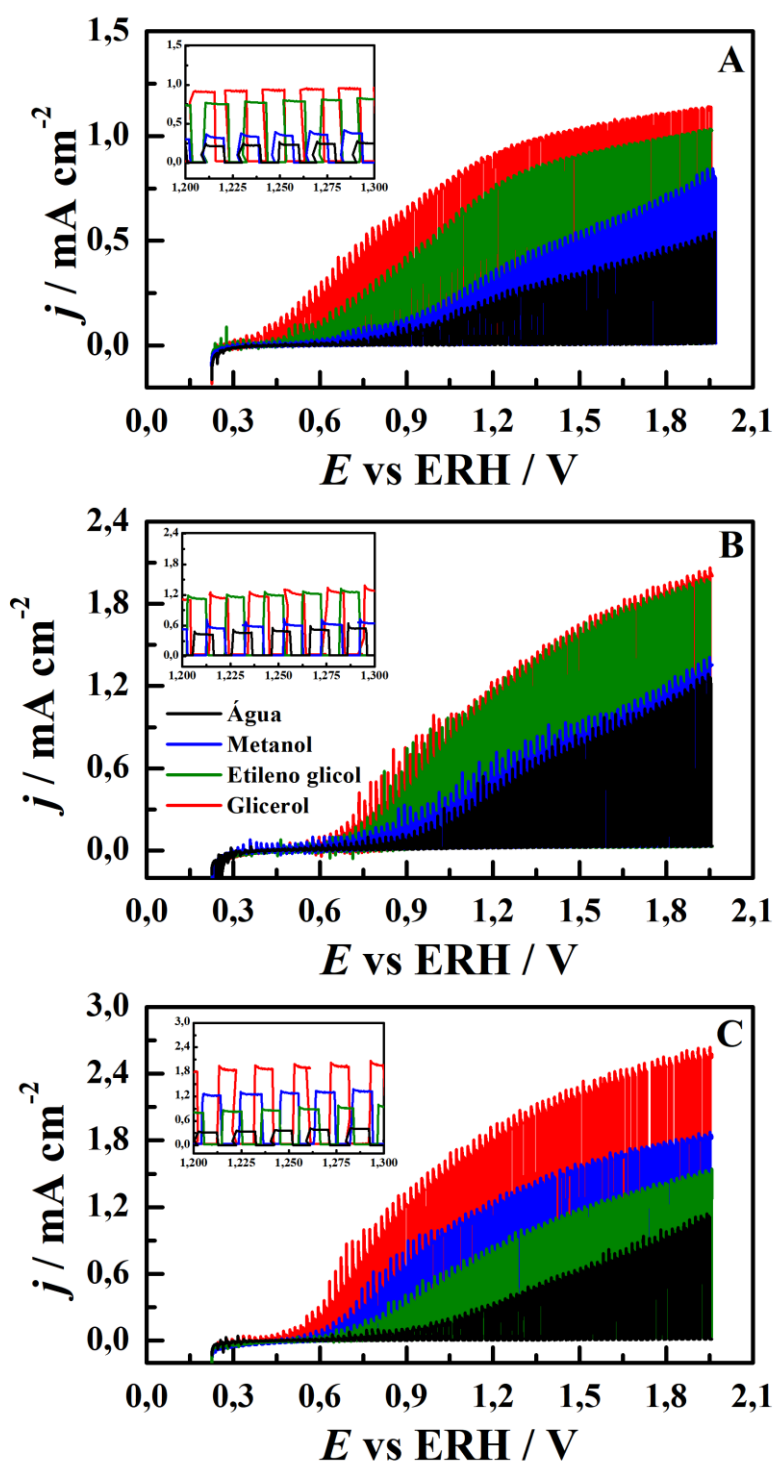 A
j / mA cm-2
1,5
1,0
0,5
0,0
1,5
1,0
0,5
0,0
1,200 1,225 1,250 1,275 1,300
0,0 0,3 0,6 0,9 1,2 1,5 1,8 2,1
E vs ERH / V
B
j / mA cm-2
2,4
1,8
1,2
0,6
0,0
2,4
1,8
1,2
0,6
0,0
1,200 1,225 1,250 1,275 1,300
Água
Metanol
Etileno glicol
Glicerol
0,0 0,3 0,6 0,9 1,2 1,5 1,8 2,1
E vs ERH / V
C
j / mA cm-2
3,0
2,4
1,8
1,2
0,6
0,0
3,0
2,4
1,8
1,2
0,6
0,0
1,200 1,225 1,250 1,275 1,300
0,0 0,3 0,6 0,9 1,2 1,5 1,8 2,1
E vs ERH / V